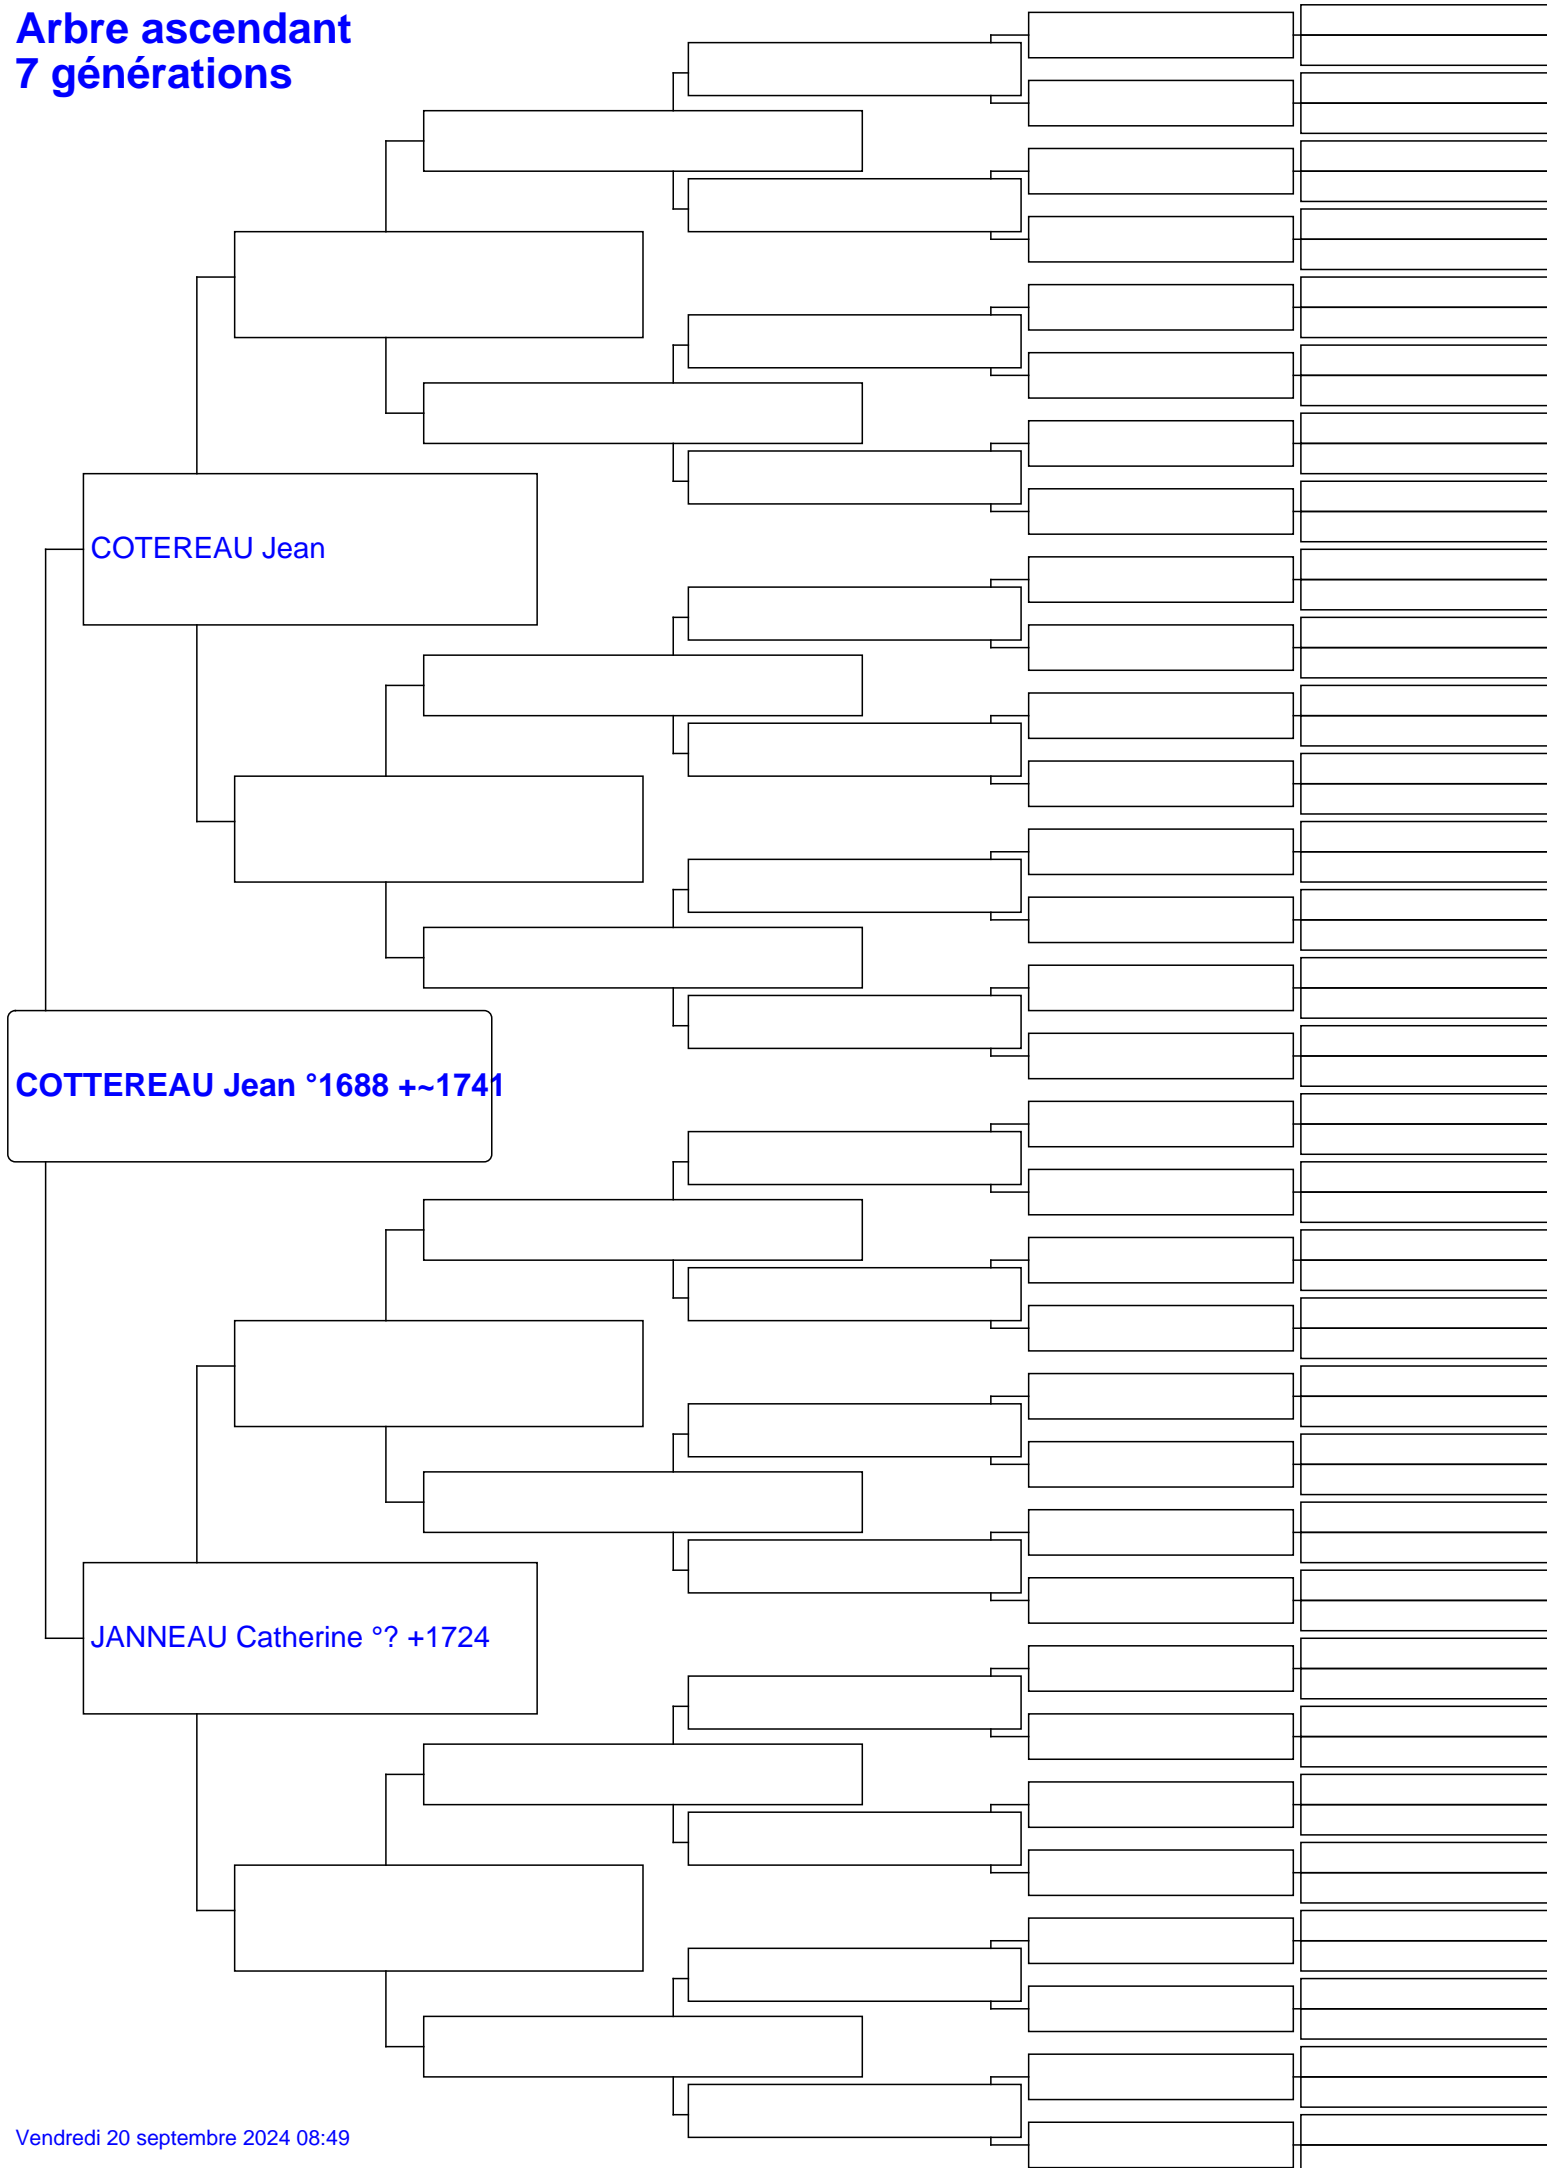 Arbre ascendant
7 générations
COTEREAU Jean
COTTEREAU Jean °1688 +~1741
JANNEAU Catherine °? +1724
Vendredi 20 septembre 2024 08:49